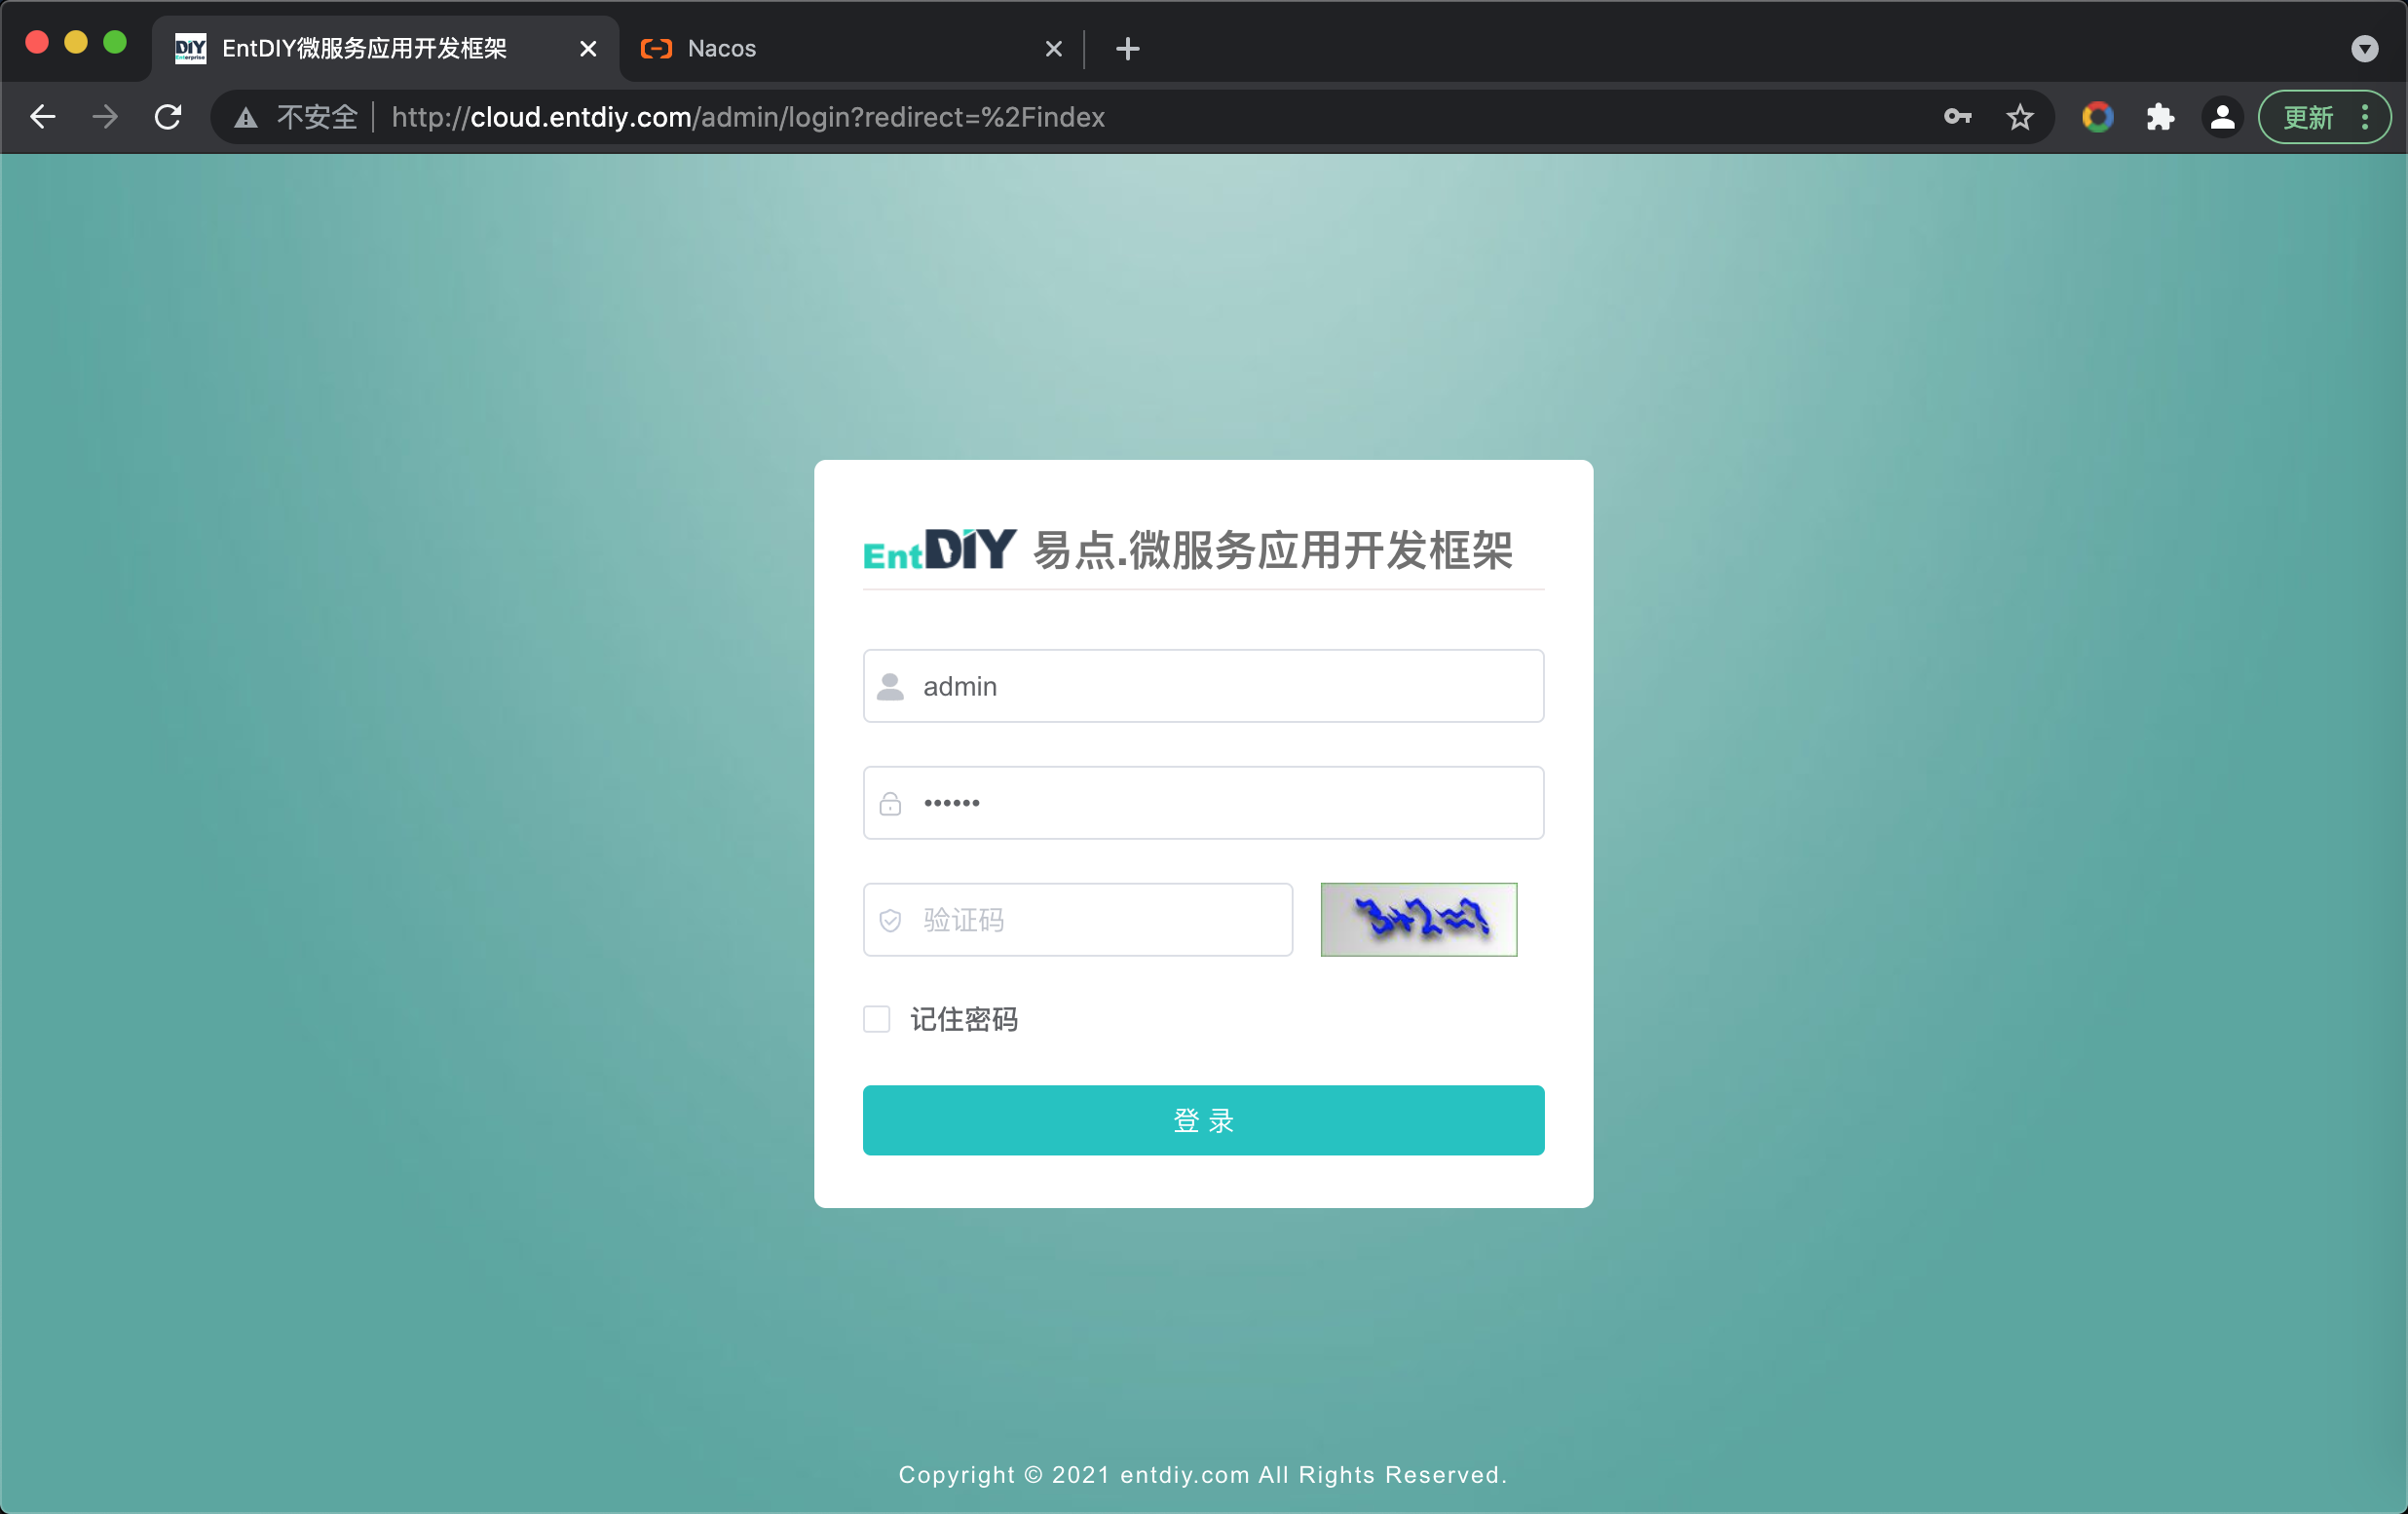 EntDIY微服务应用开发框架
Nacos
不安全
http://cloud.entdiy.com/admin/login?redirect=%2Findex
更新
EntDIY 易点.微服务应用开发框架
admin
••••••
验证码
3+2=?
记住密码
登 录
Copyright © 2021 entdiy.com All Rights Reserved.